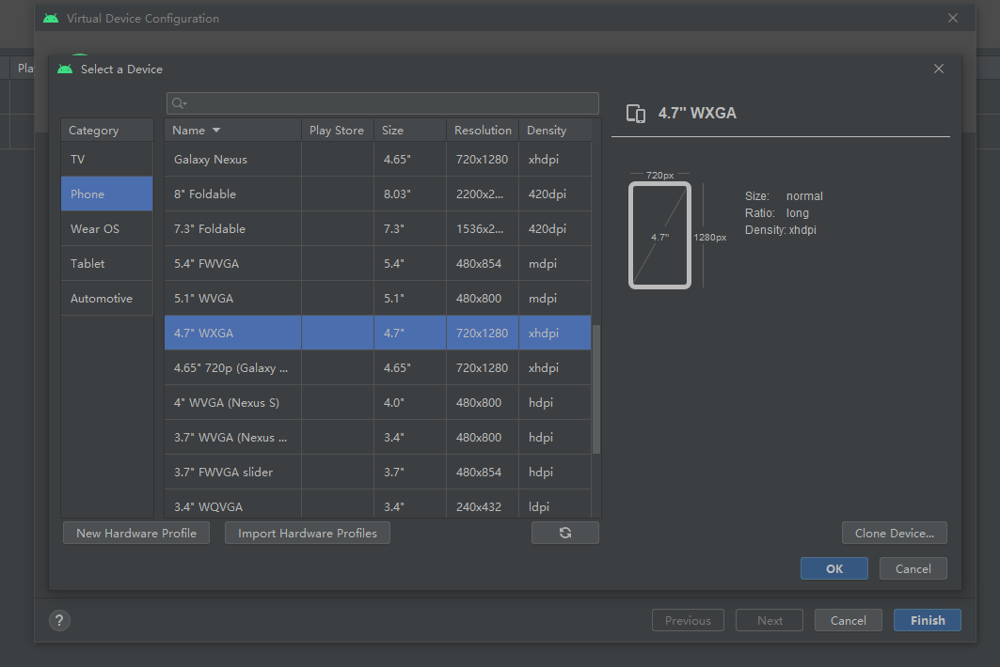 Virtual Device Configuration
Pla
Select a Device
4.7" WXGA
Category
Name Play Store Size Resolution Density
TV
Phone
Wear OS
Tablet
Automotive
Galaxy Nexus 4.65" 720x1280 xhdpi
8" Foldable 8.03" 2200x2... 420dpi
7.3" Foldable 7.3" 1536x2... 420dpi
5.4" FWVGA 5.4" 480x854 mdpi
5.1" WVGA 5.1" 480x800 mdpi
4.7" WXGA 4.7" 720x1280 xhdpi
4.65" 720p (Galaxy ... 4.65" 720x1280 xhdpi
4" WVGA (Nexus S) 4.0" 480x800 hdpi
3.7" WVGA (Nexus ... 3.4" 480x800 hdpi
3.7" FWVGA slider 3.7" 480x854 hdpi
3.4" WQVGA 3.4" 240x432 ldpi
720px
4.7"
1280px
Size: normal
Ratio: long
Density: xhdpi
New Hardware Profile Import Hardware Profiles Clone Device...
OK Cancel
? Previous Next Cancel Finish